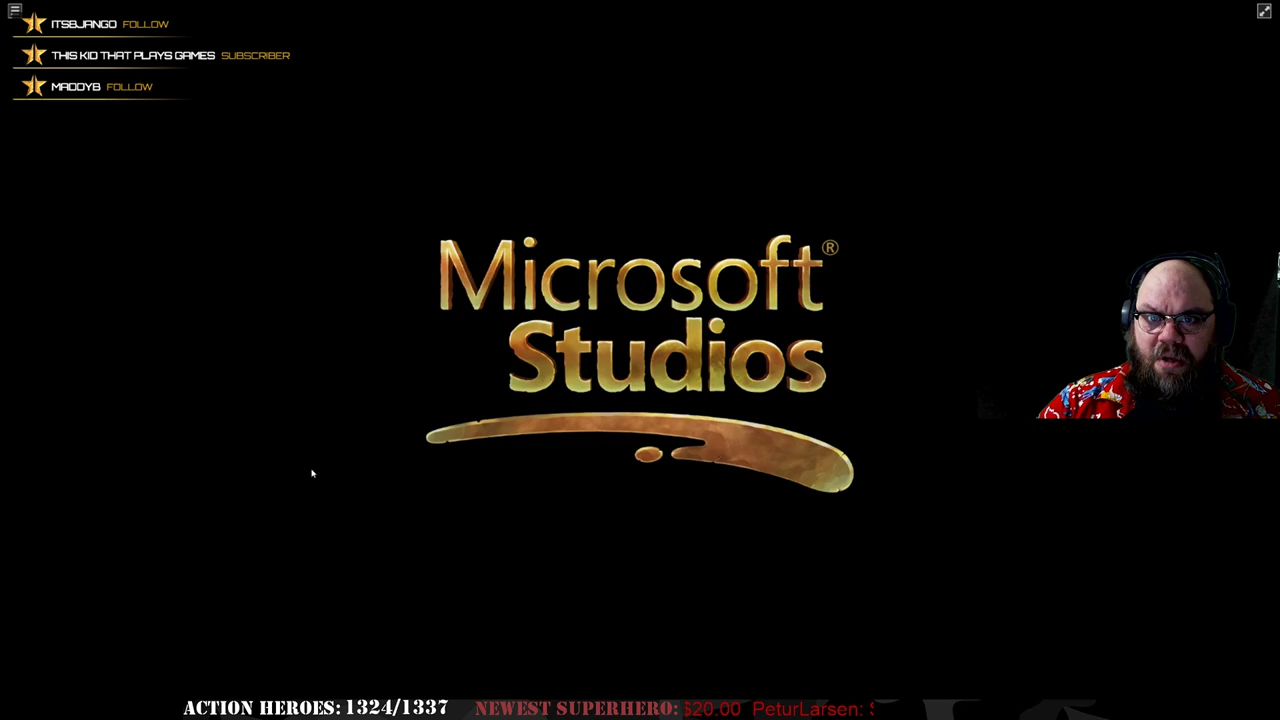 ITSBJANGO FOLLOW
THIS KID THAT PLAYS GAMES SUBSCRIBER
MADDYB FOLLOW
Microsoft®
Studios
ACTION HEROES: 1324/1337 NEWEST SUPERHERO: $20.00 PeturLarsen: